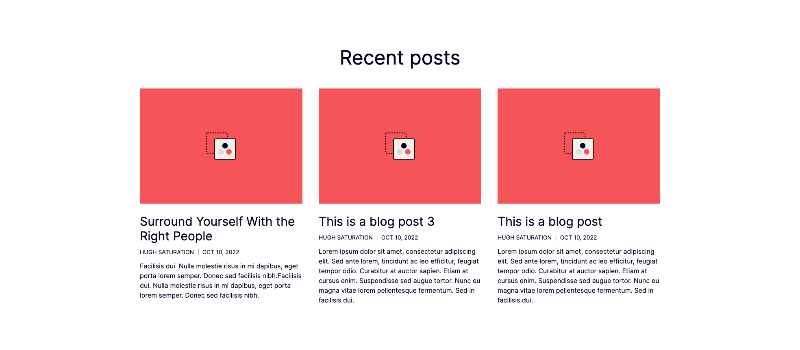 Recent posts
Surround Yourself With the
Right People
HUGH SATURATION | OCT 10, 2022
Facilisis dui. Nulla molestie risus in mi dapibus, eget
porta lorem semper. Donec sed facilisis nibh.Facilisis
dui. Nulla molestie risus in mi dapibus, eget porta
lorem semper. Donec sed facilisis nibh.
This is a blog post 3
HUGH SATURATION | OCT 10, 2022
Lorem ipsum dolor sit amet, consectetur adipiscing
elit. Sed ante lorem, tincidunt ac leo efficitur, feugiat
tempor odio. Curabitur at auctor sapien. Etiam at
cursus enim. Suspendisse sed augue tortor. Nunc eu
magna vitae lorem pellentesque fermentum. Sed in
facilisis dui.
This is a blog post
HUGH SATURATION | OCT 10, 2022
Lorem ipsum dolor sit amet, consectetur adipiscing
elit. Sed ante lorem, tincidunt ac leo efficitur, feugiat
tempor odio. Curabitur at auctor sapien. Etiam at
cursus enim. Suspendisse sed augue tortor. Nunc eu
magna vitae lorem pellentesque fermentum. Sed in
facilisis dui.